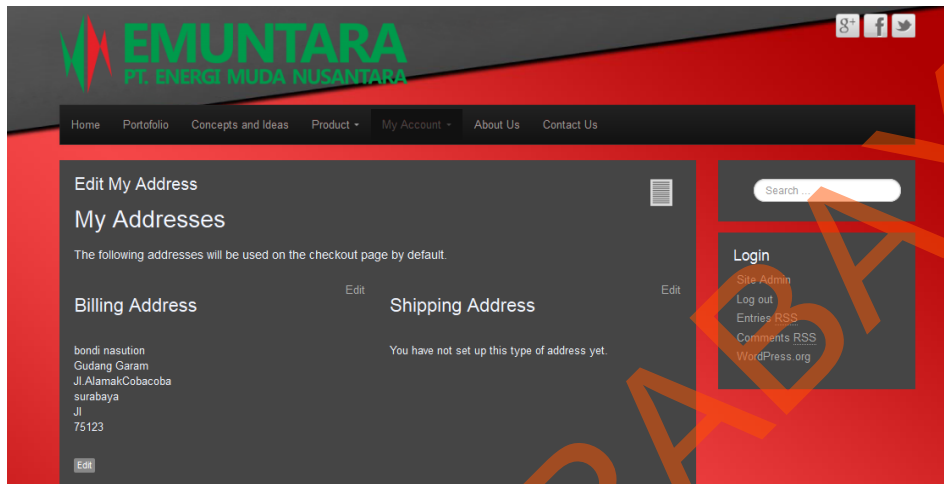 EMUNTARA
PT. ENERGI MUDA NUSANTARA
Home Portofolio Concepts and Ideas Product My Account About Us Contact Us
Edit My Address
My Addresses
The following addresses will be used on the checkout page by default.
Billing Address
Edit
bondi nasution
Gudang Garam
Jl.AlamakCobacoba
surabaya
JI
75123
Edit
Shipping Address
Edit
You have not set up this type of address yet.
Search ...
Login
Site Admin
Log out
Entries RSS
Comments RSS
WordPress.org